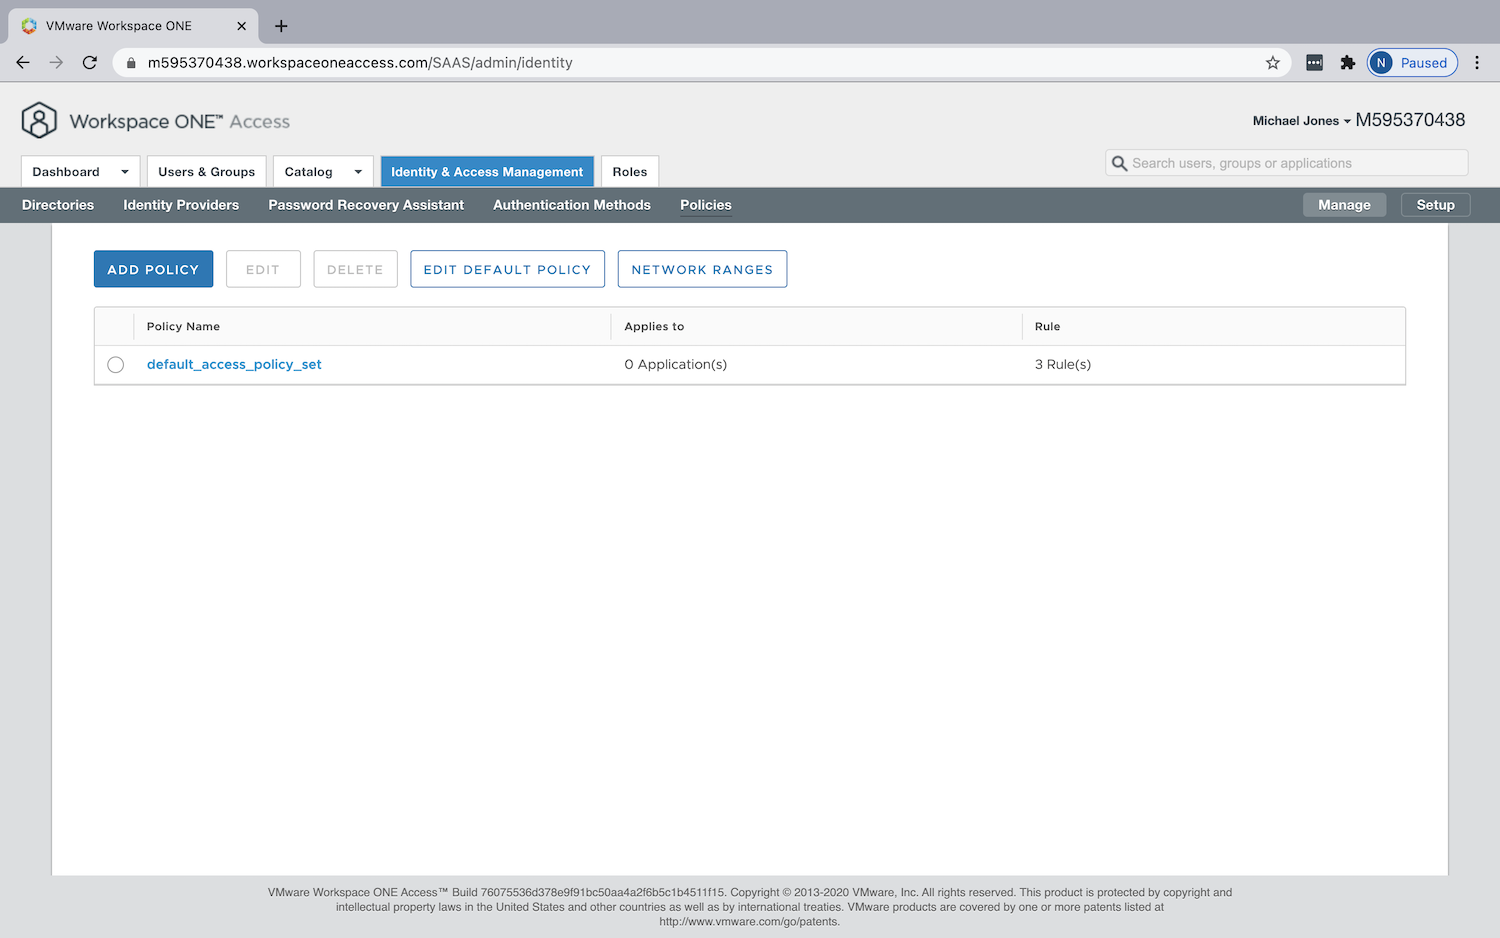 VMware Workspace ONE
m595370438.workspaceoneaccess.com/SAAS/admin/identity
N Paused
Workspace ONE™ Access
Michael Jones M595370438
Dashboard Users & Groups Catalog Identity & Access Management Roles
Search users, groups or applications
Directories Identity Providers Password Recovery Assistant Authentication Methods Policies Manage Setup
ADD POLICY EDIT DELETE EDIT DEFAULT POLICY NETWORK RANGES
Policy Name Applies to Rule
default_access_policy_set 0 Application(s) 3 Rule(s)
VMware Workspace ONE Access™ Build 76075536d378e9f91bc50aa4a2f6b5c1b4511f15. Copyright © 2013-2020 VMware, Inc. All rights reserved. This product is protected by copyright and
intellectual property laws in the United States and other countries as well as by international treaties. VMware products are covered by one or more patents listed at
http://www.vmware.com/go/patents.